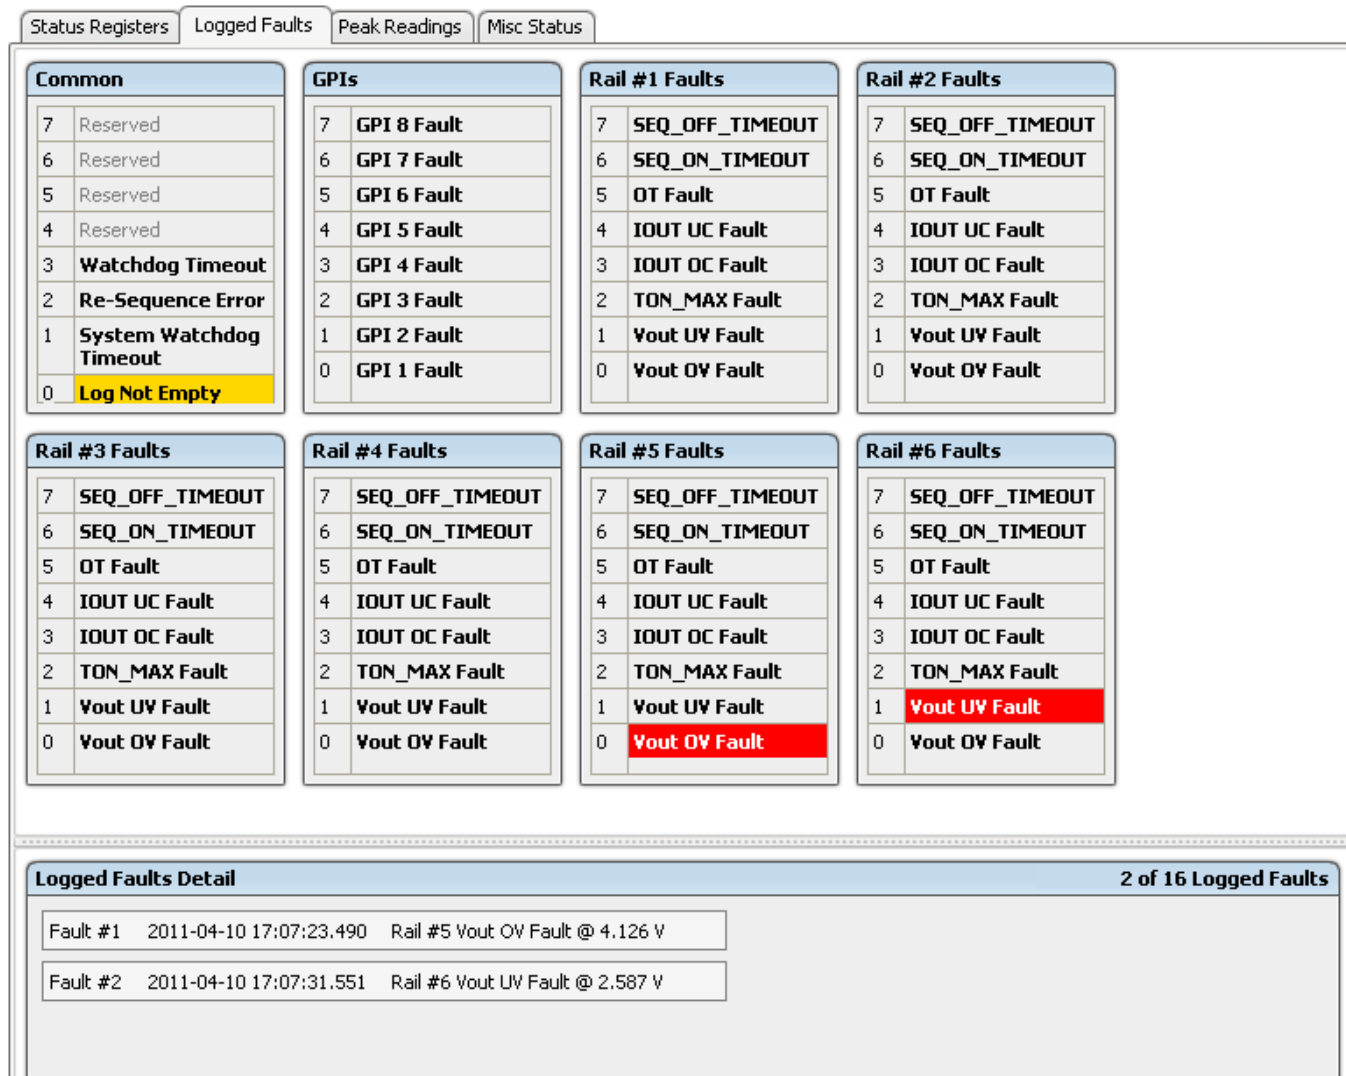 Status Registers Logged Faults Peak Readings Misc Status
Common
7 Reserved
6 Reserved
5 Reserved
4 Reserved
3 Watchdog Timeout
2 Re-Sequence Error
1 System Watchdog
Timeout
0 Log Not Empty
GPIs
7 GPI 8 Fault
6 GPI 7 Fault
5 GPI 6 Fault
4 GPI 5 Fault
3 GPI 4 Fault
2 GPI 3 Fault
1 GPI 2 Fault
0 GPI 1 Fault
Rail #1 Faults
7 SEQ_OFF_TIMEOUT
6 SEQ_ON_TIMEOUT
5 OT Fault
4 IOUT UC Fault
3 IOUT OC Fault
2 TON_MAX Fault
1 Vout UV Fault
0 Vout OV Fault
Rail #2 Faults
7 SEQ_OFF_TIMEOUT
6 SEQ_ON_TIMEOUT
5 OT Fault
4 IOUT UC Fault
3 IOUT OC Fault
2 TON_MAX Fault
1 Vout UV Fault
0 Vout OV Fault
Rail #3 Faults
7 SEQ_OFF_TIMEOUT
6 SEQ_ON_TIMEOUT
5 OT Fault
4 IOUT UC Fault
3 IOUT OC Fault
2 TON_MAX Fault
1 Vout UV Fault
0 Vout OV Fault
Rail #4 Faults
7 SEQ_OFF_TIMEOUT
6 SEQ_ON_TIMEOUT
5 OT Fault
4 IOUT UC Fault
3 IOUT OC Fault
2 TON_MAX Fault
1 Vout UV Fault
0 Vout OV Fault
Rail #5 Faults
7 SEQ_OFF_TIMEOUT
6 SEQ_ON_TIMEOUT
5 OT Fault
4 IOUT UC Fault
3 IOUT OC Fault
2 TON_MAX Fault
1 Vout UV Fault
0 Vout OV Fault
Rail #6 Faults
7 SEQ_OFF_TIMEOUT
6 SEQ_ON_TIMEOUT
5 OT Fault
4 IOUT UC Fault
3 IOUT OC Fault
2 TON_MAX Fault
1 Vout UV Fault
0 Vout OV Fault
Logged Faults Detail 2 of 16 Logged Faults
Fault #1 2011-04-10 17:07:23.490 Rail #5 Vout OV Fault @ 4.126 V
Fault #2 2011-04-10 17:07:31.551 Rail #6 Vout UV Fault @ 2.587 V